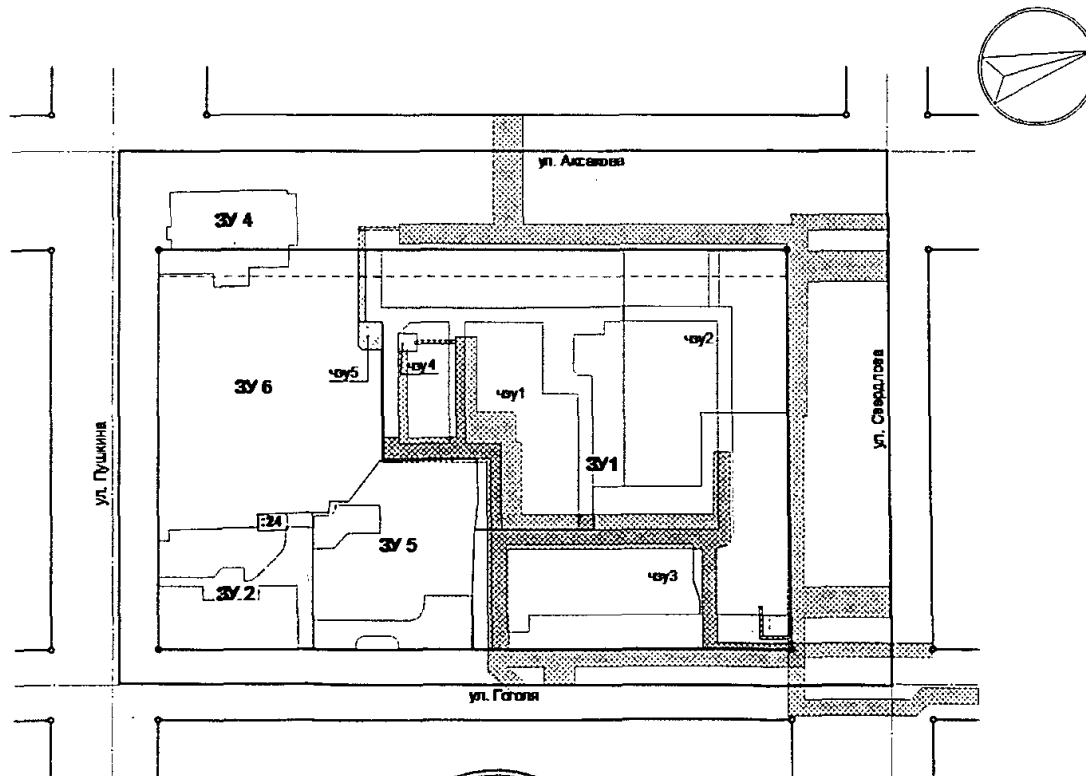 ул. Аксакова
ЗУ 4
чзу2
чзу5
чзу4
ЗУ 6
чзу1
ул. Свердлова
ул. Пушкина
ЗУ1
:24
ЗУ 5
чзу3
ЗУ 2
ул. Гоголя